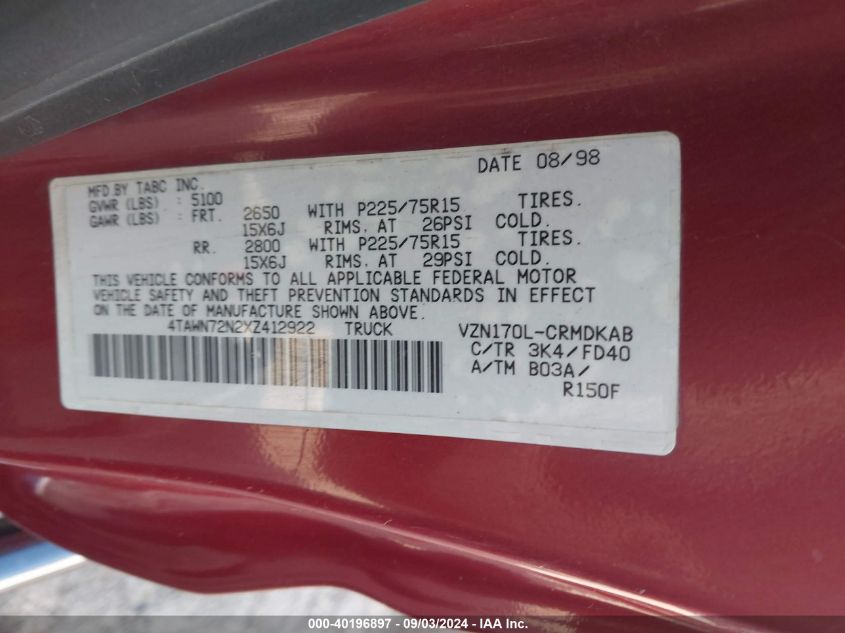 DATE 08/98
MFD BY TABC INC.
GVWR (LBS) : 5100
GAWR (LBS) : FRT. 2650 WITH P225/75R15 TIRES.
15X6J RIMS. AT 26PSI COLD.
RR. 2800 WITH P225/75R15 TIRES.
15X6J RIMS. AT 29PSI COLD.
THIS VEHICLE CONFORMS TO ALL APPLICABLE FEDERAL MOTOR
VEHICLE SAFETY AND THEFT PREVENTION STANDARDS IN EFFECT
ON THE DATE OF MANUFACTURE SHOWN ABOVE.
4TAWN72N2XZ412922 TRUCK VZN170L-CRMDKAB
C/TR 3K4/FD40
A/TM B03A/
R150F
000-40196897 - 09/03/2024 - IAA Inc.